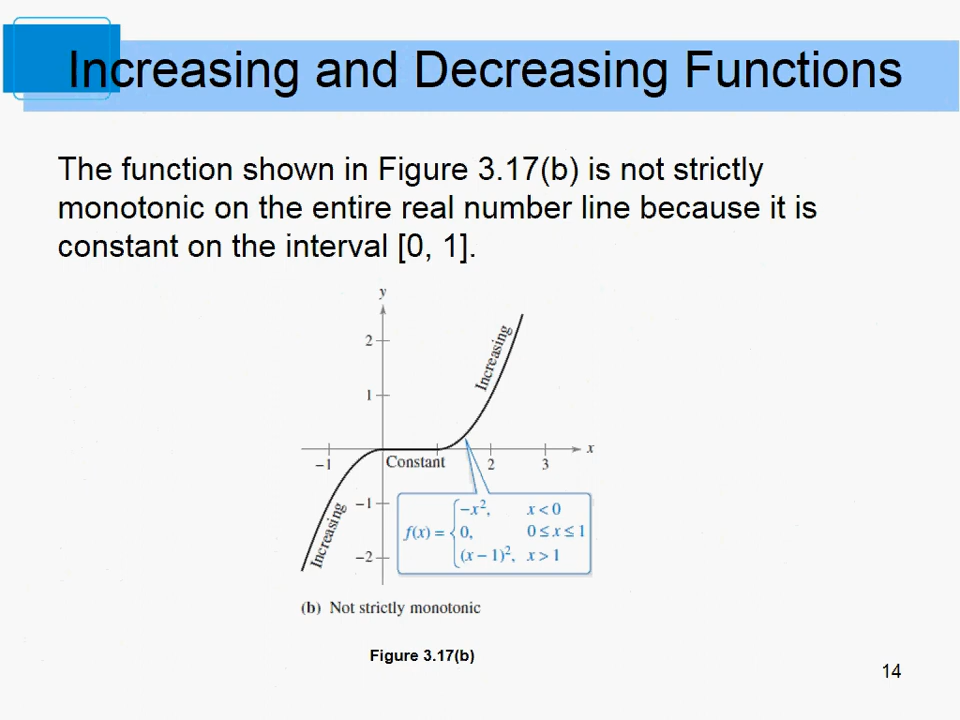 Increasing and Decreasing Functions
The function shown in Figure 3.17(b) is not strictly
monotonic on the entire real number line because it is
constant on the interval [0, 1].
y
2
Increasing
1
x
−1
Constant
2
3
−1
Increasing
−2
f(x) = { −x², x < 0
0, 0 ≤ x ≤ 1
(x − 1)², x > 1
(b) Not strictly monotonic
Figure 3.17(b)
14